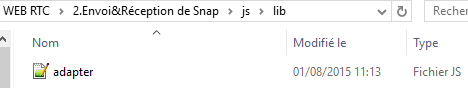 WEB RTC > 2.Envoi&Réception de Snap > js > lib
Nom Modifié le Type
adapter 01/08/2015 11:13 Fichier JS